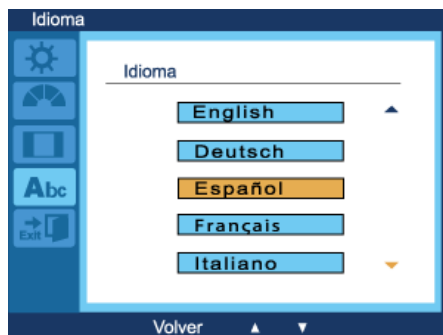 Idioma
Idioma
English
Deutsch
Español
Français
Abc
Italiano
Exit
Volver